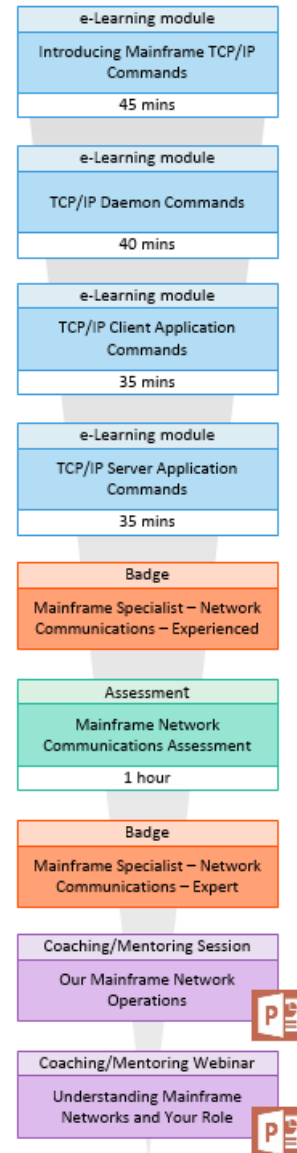 e-Learning module
Introducing Mainframe TCP/IP
Commands
45 mins
e-Learning module
TCP/IP Daemon Commands
40 mins
e-Learning module
TCP/IP Client Application
Commands
35 mins
e-Learning module
TCP/IP Server Application
Commands
35 mins
Badge
Mainframe Specialist – Network
Communications – Experienced
Assessment
Mainframe Network
Communications Assessment
1 hour
Badge
Mainframe Specialist – Network
Communications – Expert
Coaching/Mentoring Session
Our Mainframe Network
Operations
P
Coaching/Mentoring Webinar
Understanding Mainframe
Networks and Your Role
P